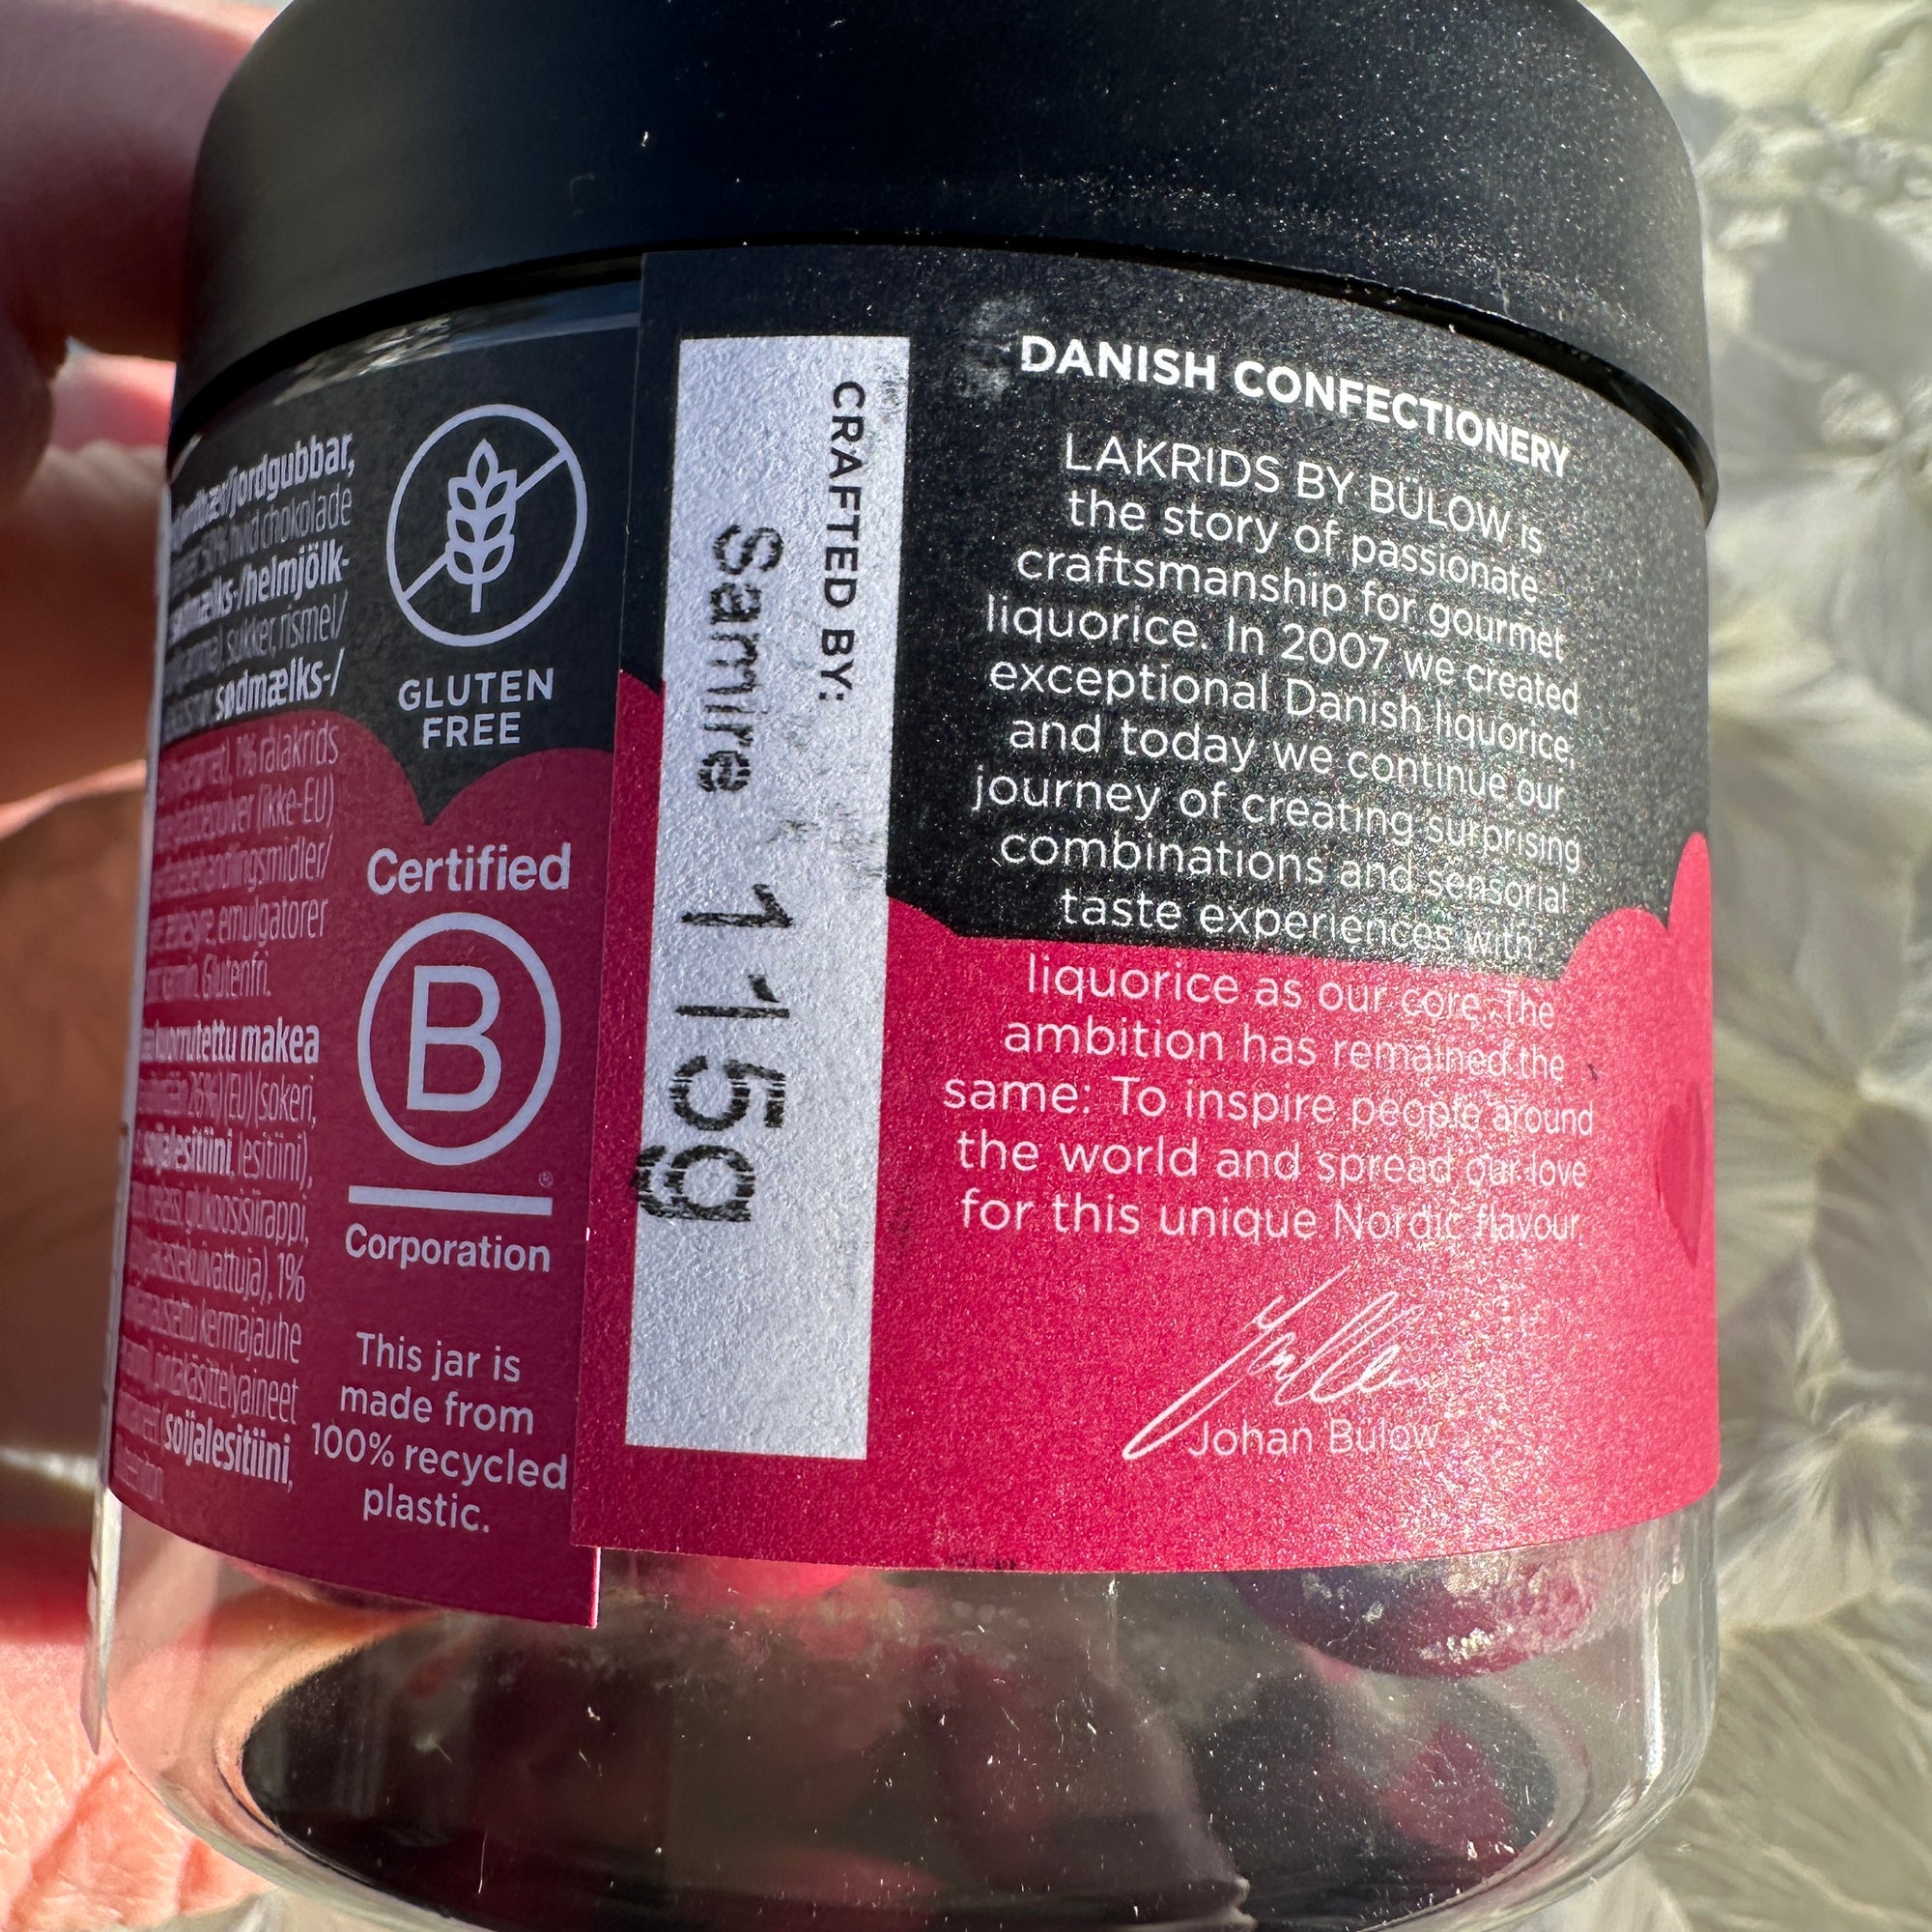 fjordgubbar,
hvid chokolade
sødmælks-/helmjölk-
sukker, rismel/
sødmælks-/
1% rålakrids
(ikke-EU)
emulgatorer
Glutenfri.
makea
(EU) (sokeri,
sojalesitiini, (lesitiini),
glukoosisiirappi,
1%
kermajauhe
soijalesitiini,
GLUTEN
FREE
Certified
B
®
Corporation
This jar is
made from
100% recycled
plastic.
CRAFTED BY:
Samire 115g
DANISH CONFECTIONERY
LAKRIDS BY BÜLOW is
the story of passionate
craftsmanship for gourmet
liquorice. In 2007 we created
exceptional Danish liquorice,
and today we continue our
journey of creating surprising
combinations and sensorial
taste experiences with
liquorice as our core. The
ambition has remained the
same: To inspire people around
the world and spread our love
for this unique Nordic flavour.
Johan Bülow